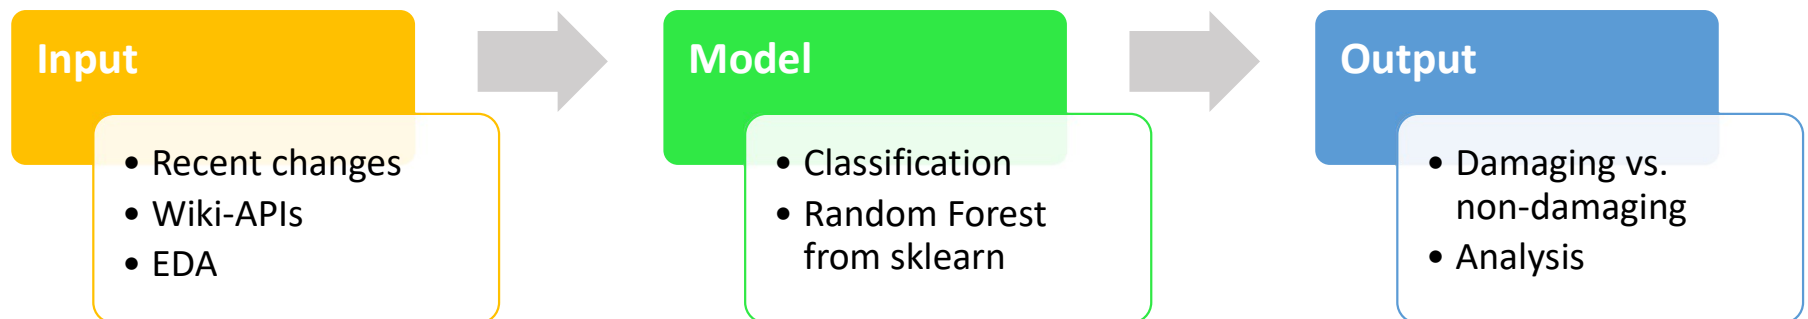 Input
• Recent changes
• Wiki-APIs
• EDA
Model
• Classification
• Random Forest
from sklearn
Output
• Damaging vs.
non-damaging
• Analysis